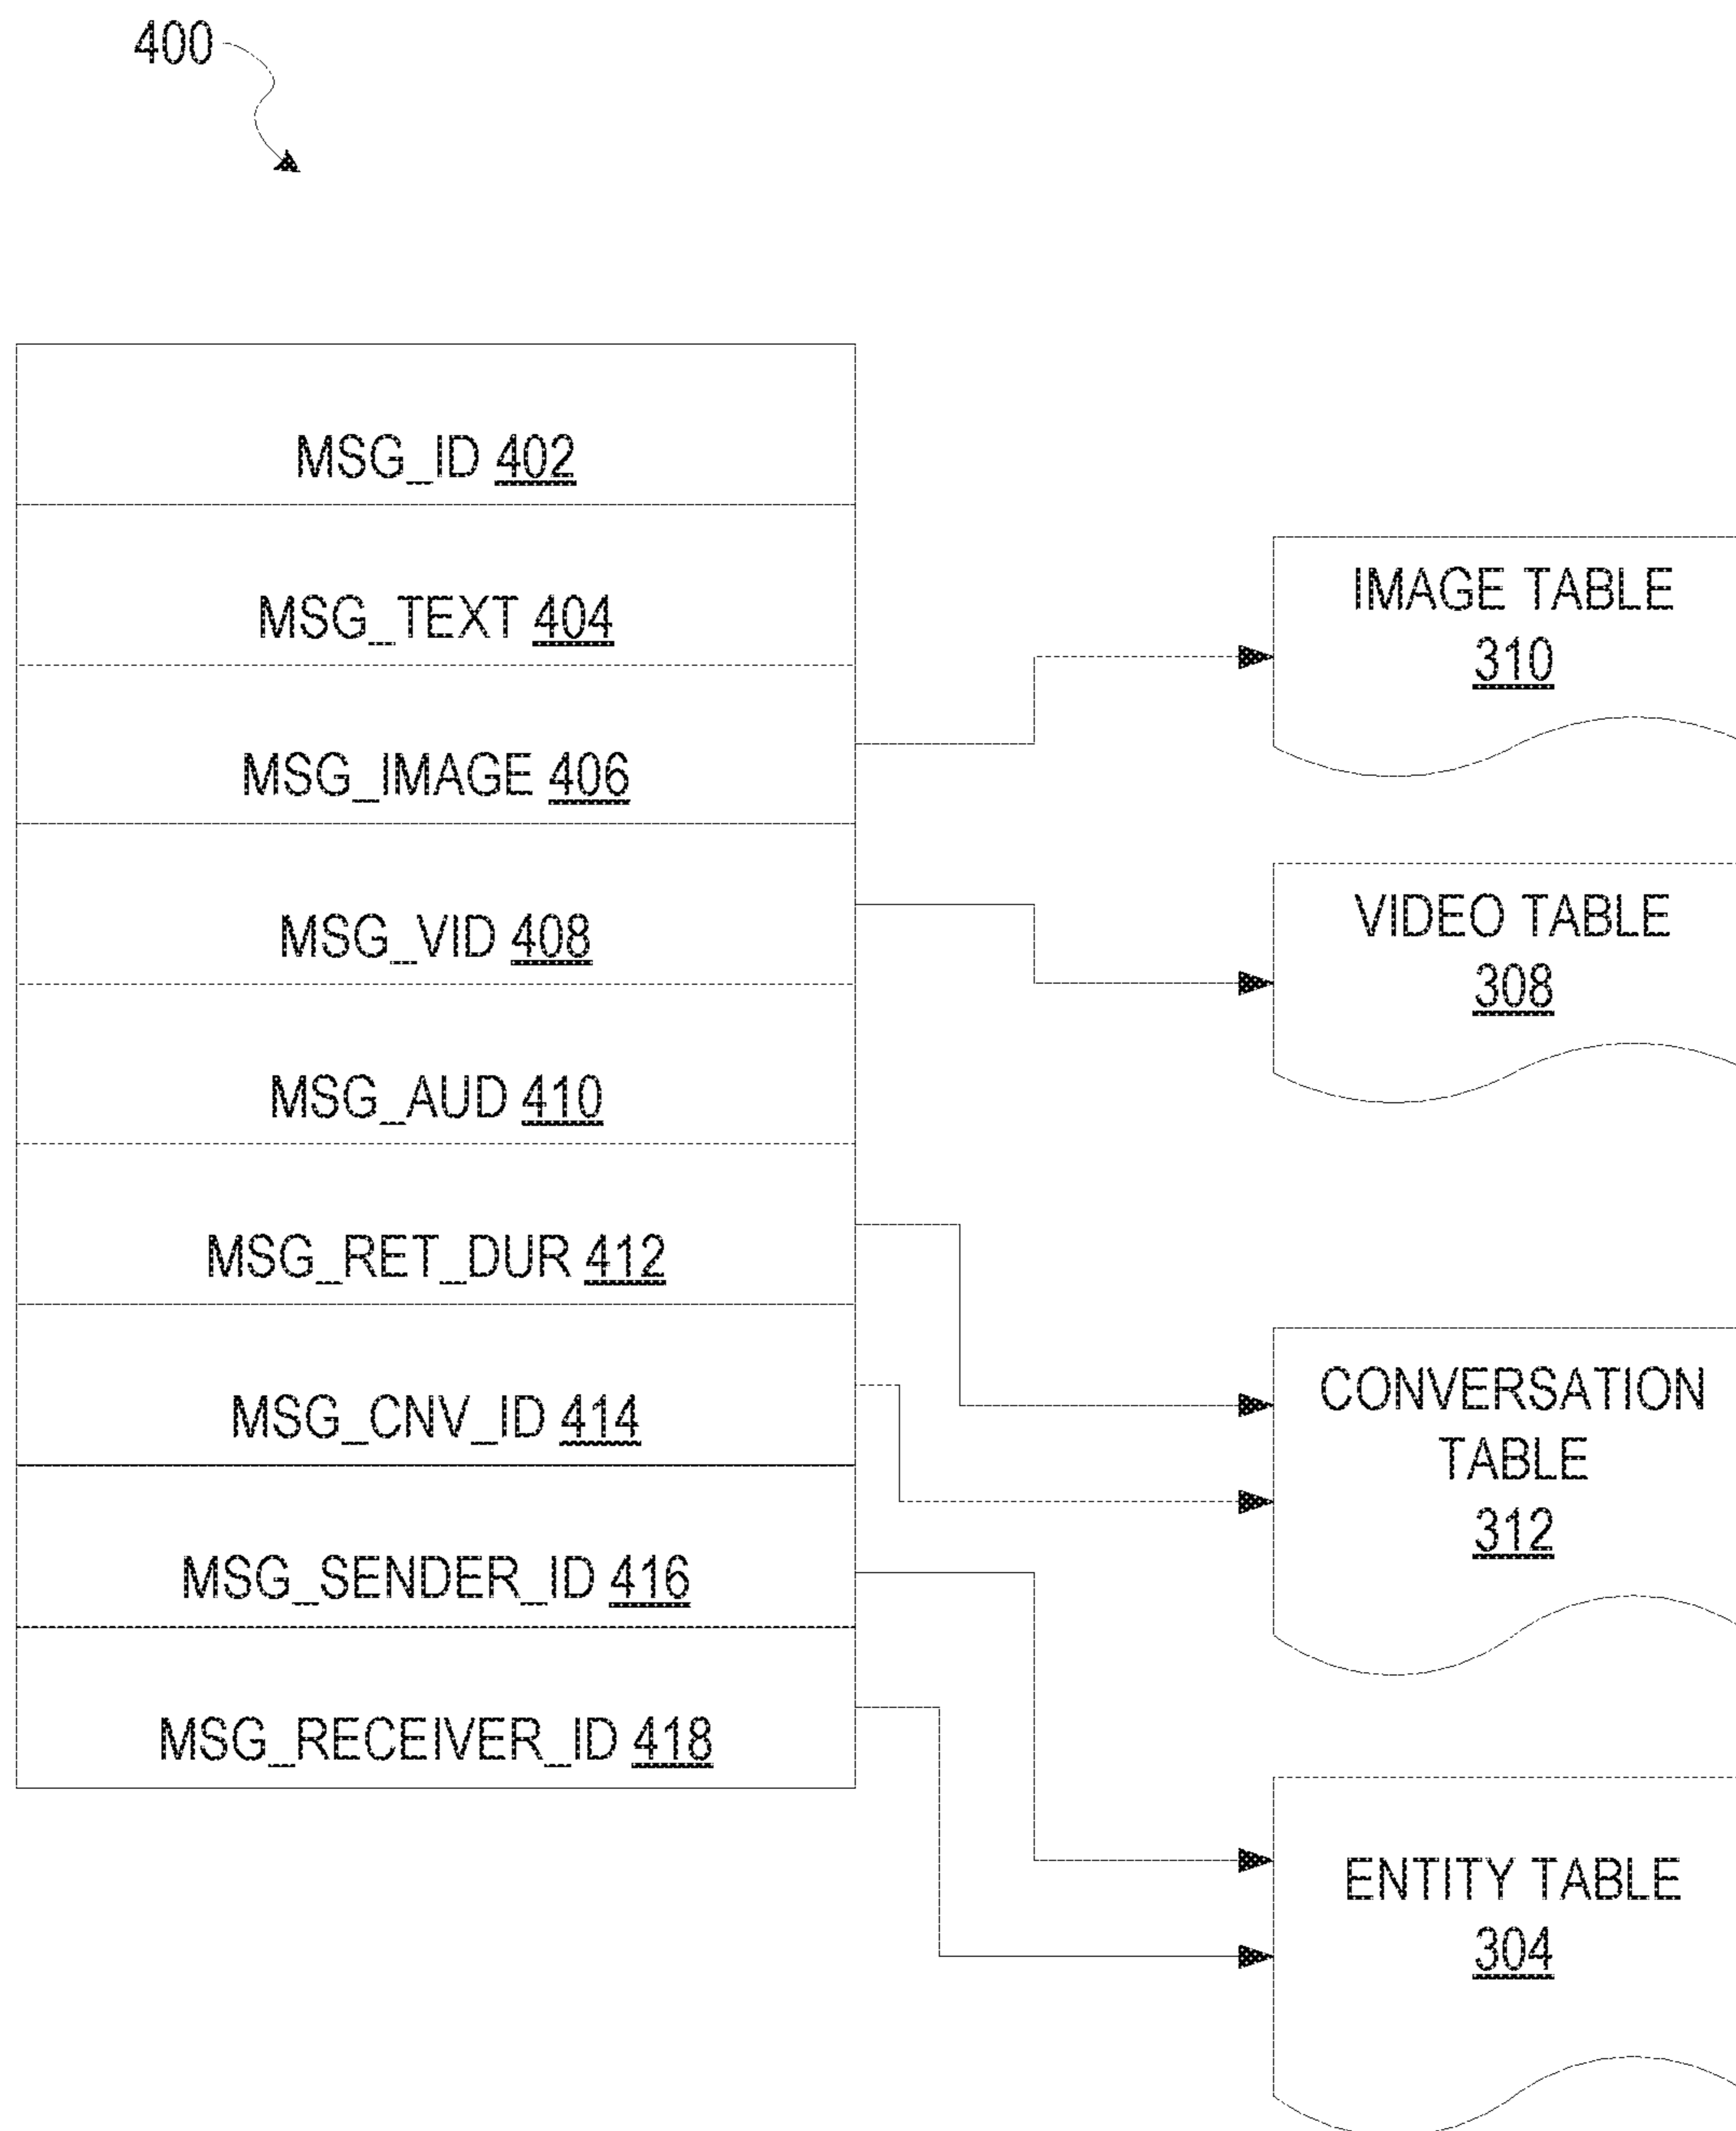 400
MSG_ID 402
MSG_TEXT 404
MSG_IMAGE 406
MSG_VID 408
MSG_AUD 410
MSG_RET_DUR 412
MSG_CNV_ID 414
MSG_SENDER_ID 416
MSG_RECEIVER_ID 418
IMAGE TABLE
310
VIDEO TABLE
308
CONVERSATION
TABLE
312
ENTITY TABLE
304